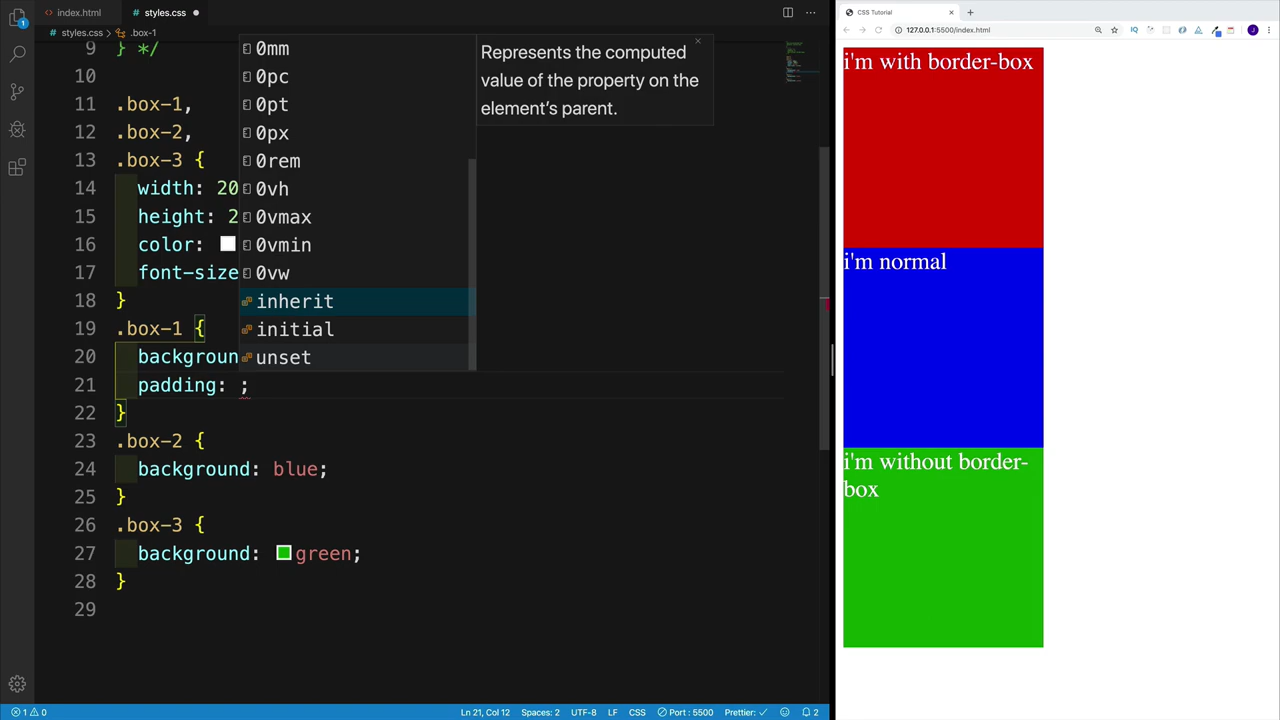 index.html
styles.css
styles.css
.box-1
9
} */
10
11
.box-1,
12
.box-2,
13
.box-3 {
14
width: 20
15
height: 2
16
color:
17
font-size
18
}
19
.box-1 {
20
backgroun
21
padding: ;
22
}
23
.box-2 {
24
background: blue;
25
}
26
.box-3 {
27
background: green;
28
}
29
0mm
0pc
0pt
0px
0rem
0vh
0vmax
0vmin
0vw
inherit
initial
unset
Represents the computed
value of the property on the
element's parent.
1
1 0
Ln 21, Col 12
Spaces: 2
UTF-8
LF
CSS
Port : 5500
Prettier: ✓
2
CSS Tutorial
127.0.0.1:5500/index.html
IQ
J
i'm with border-box
i'm normal
i'm without border-
box